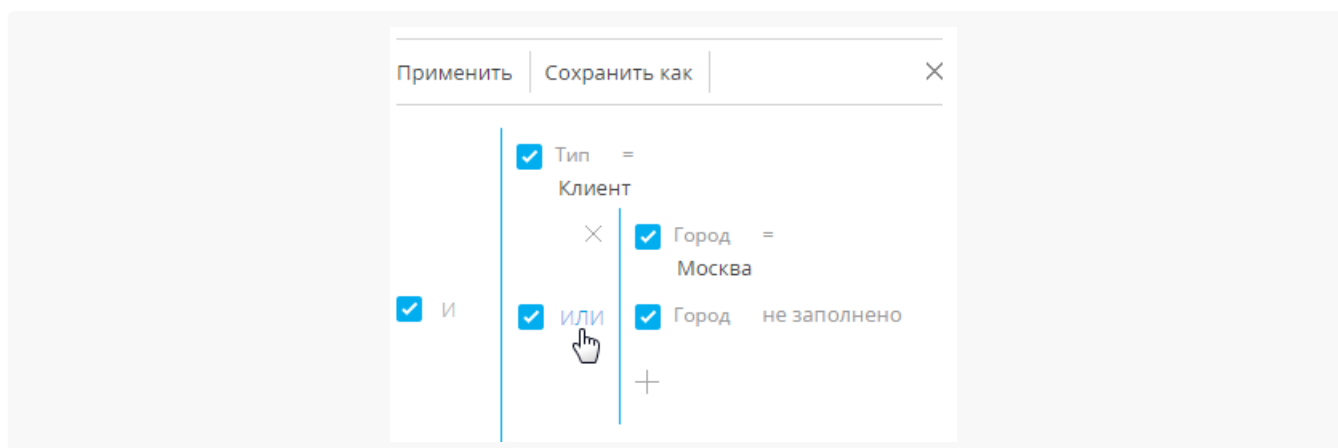 Применить Сохранить как
Тип =
Клиент
Город =
Москва
И ИЛИ Город не заполнено